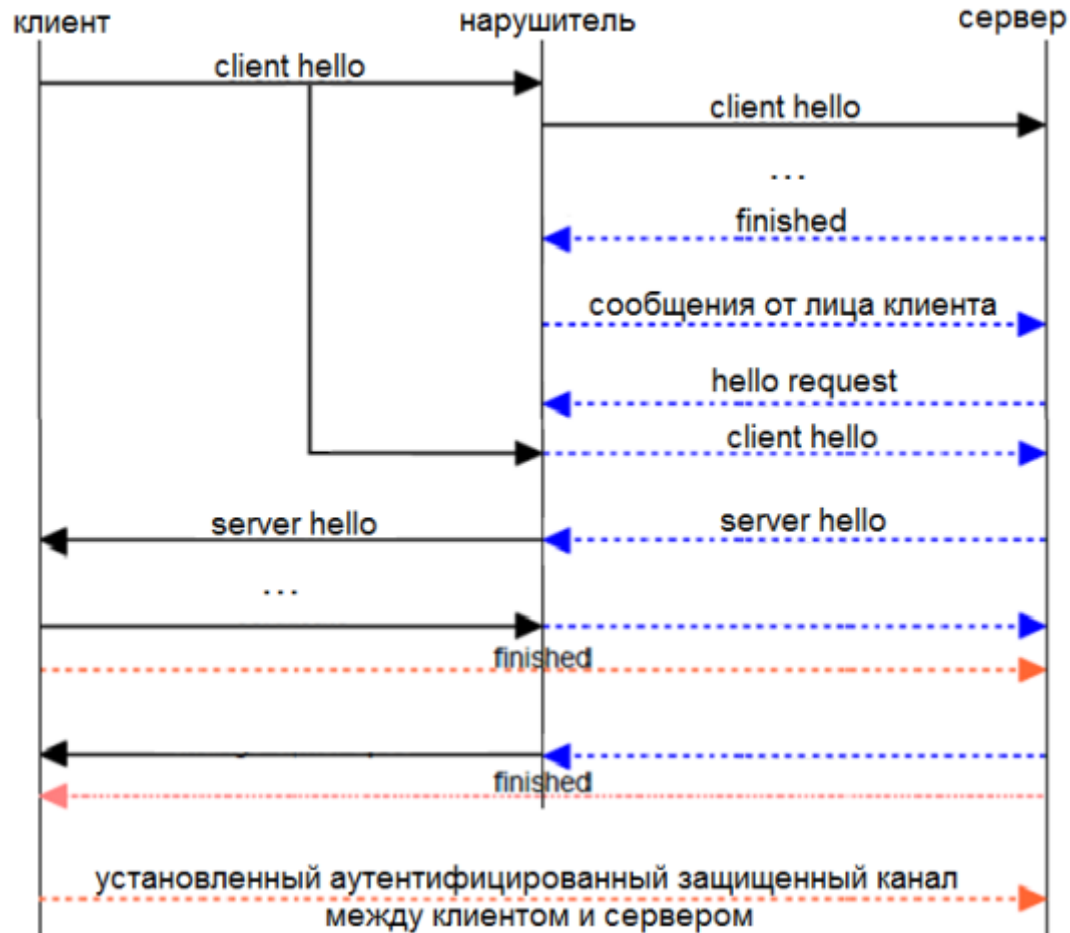 клиент
нарушитель
сервер
client hello
client hello
...
finished
сообщения от лица клиента
hello request
client hello
server hello
server hello
...
finished
finished
установленный аутентифицированный защищенный канал
между клиентом и сервером